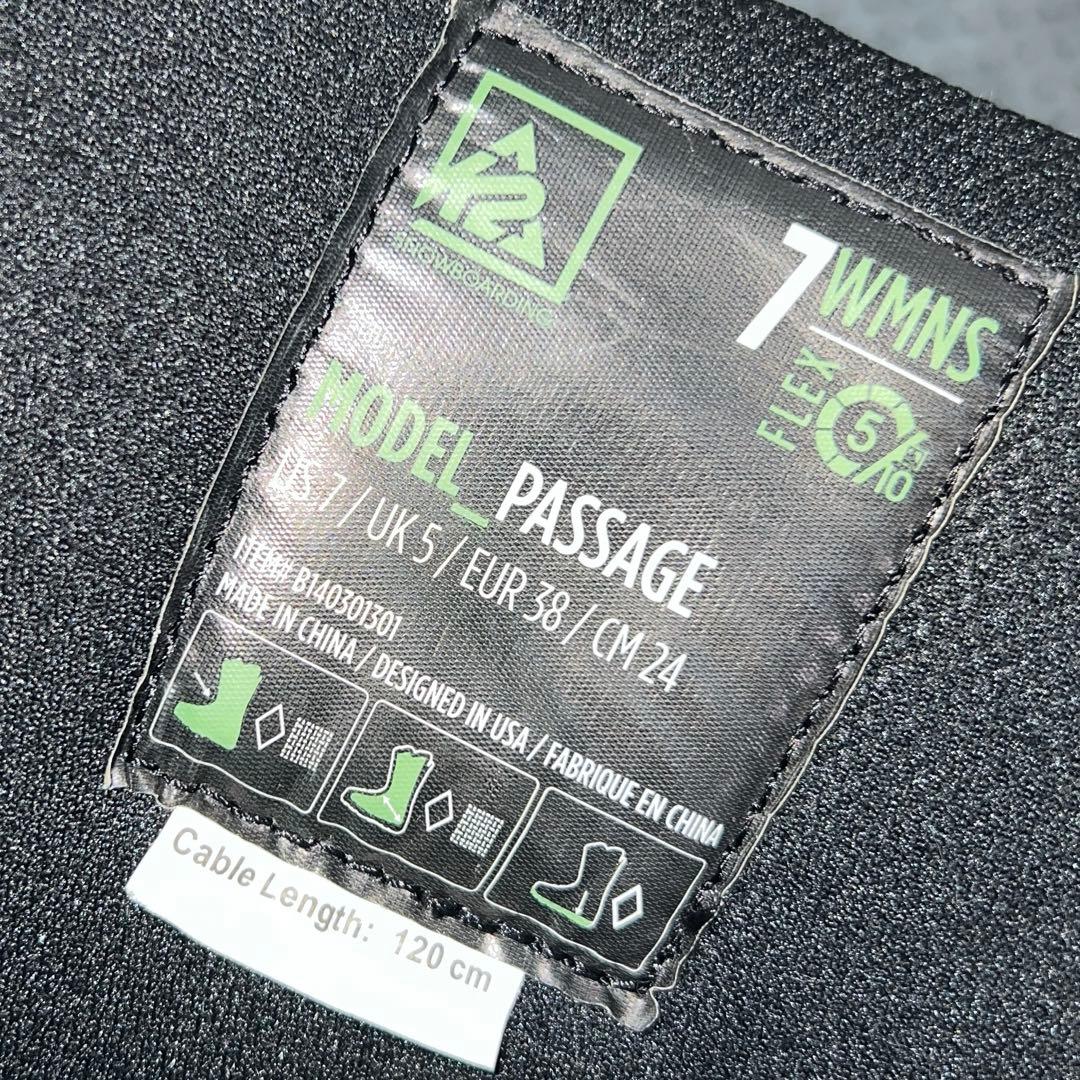 K2
SNOWBOARDING
7 WMNS
FLEX 5/10
MODEL_PASSAGE
US 7 / UK 5 / EUR 38 / CM 24
ITEM# B140301301
MADE IN CHINA / DESIGNED IN USA / FABRIQUE EN CHINA
Cable Length: 120 cm